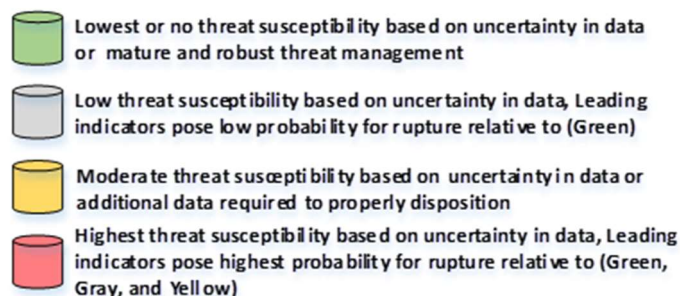 Lowest or no threat susceptibility based on uncertainty in data
or mature and robust threat management
Low threat susceptibility based on uncertainty in data, Leading
indicators pose low probability for rupture relative to (Green)
Moderate threat susceptibility based on uncertainty in data or
additional data required to properly disposition
Highest threat susceptibility based on uncertainty in data, Leading
indicators pose highest probability for rupture relative to (Green,
Gray, and Yellow)